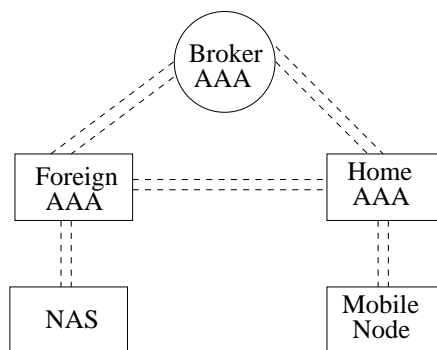 Broker
AAA
Foreign
AAA
Home
AAA
NAS
Mobile
Node